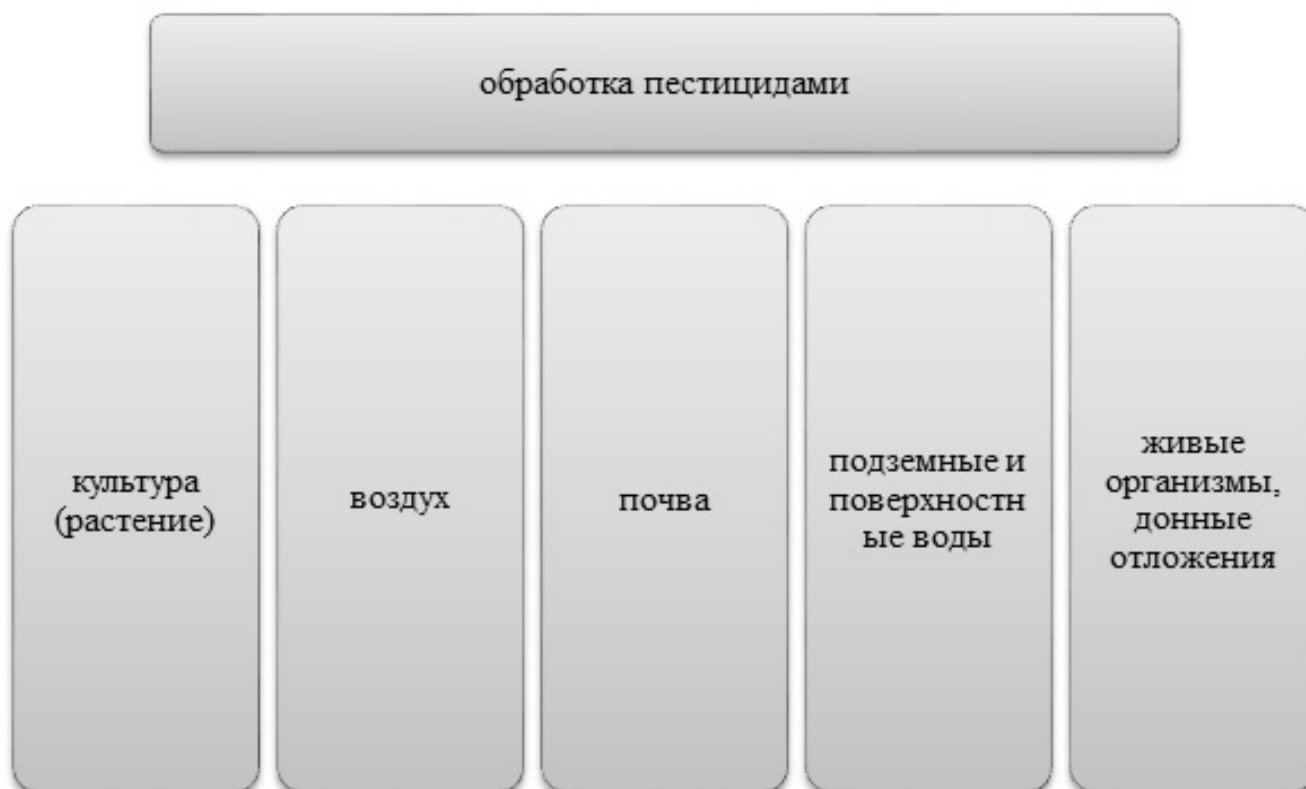 обработка пестицидами
культура
(растение)
воздух
почва
подземные и
поверхностн
ые воды
живые
организмы,
донные
отложения